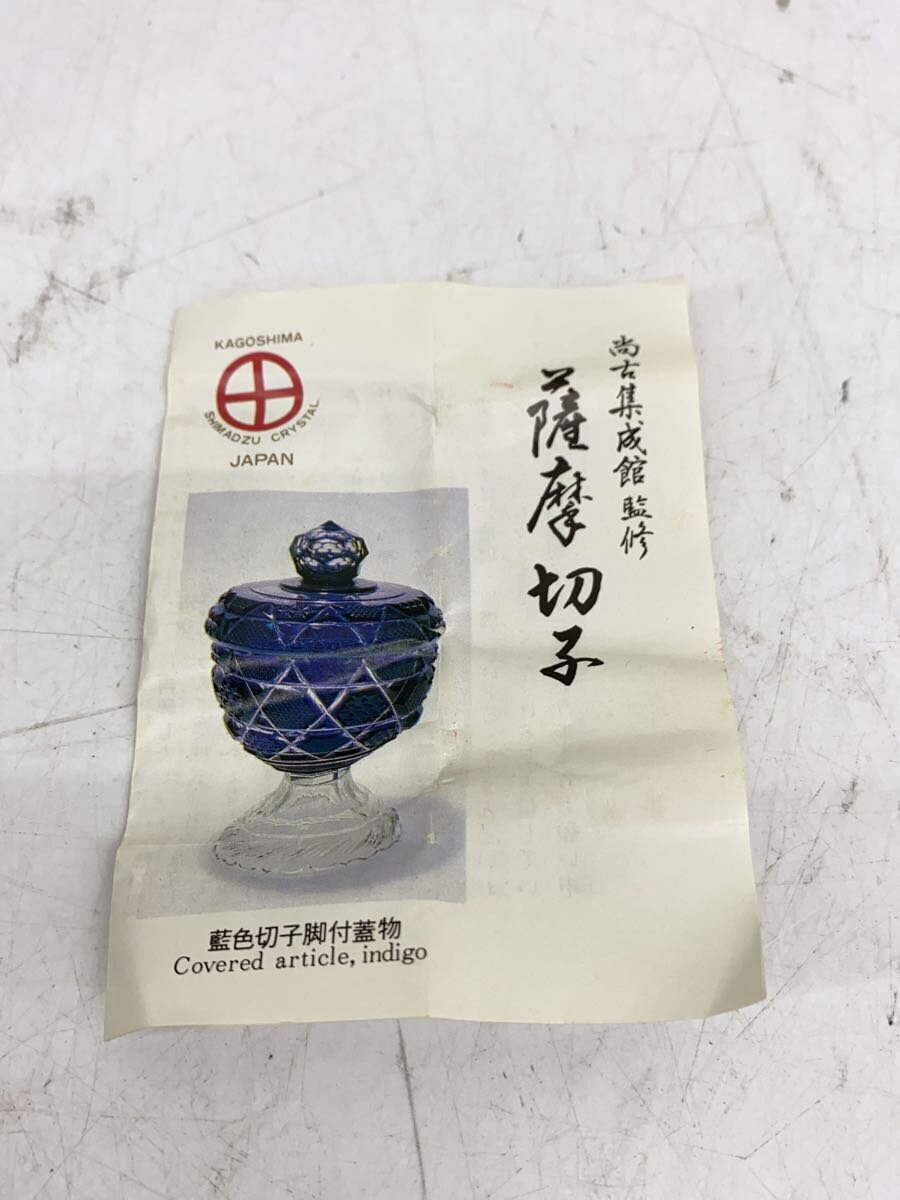 尚古集成館 監修
薩摩切子
KAGOSHIMA
SHIMADZU CRYSTAL
JAPAN
藍色切子脚付蓋物
Covered article, indigo